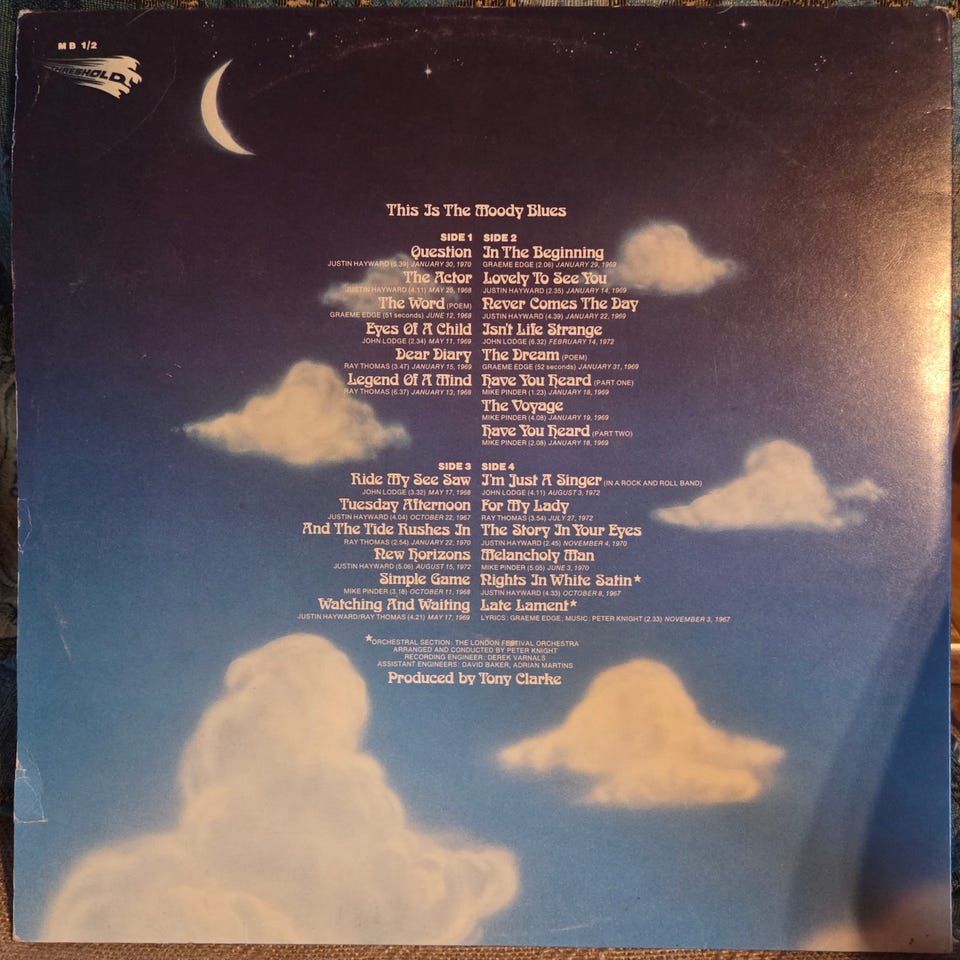 MB 1/2
THRESHOLD
This Is The Moody Blues
SIDE 1
Question
JUSTIN HAYWARD (5.39) JANUARY 30, 1970
The Actor
JUSTIN HAYWARD (4.11) MAY 29, 1968
The Word (POEM)
GRAEME EDGE (51 seconds) JUNE 12, 1968
Eyes Of A Child
JOHN LODGE (2.34) MAY 11, 1969
Dear Diary
RAY THOMAS (3.47) JANUARY 15, 1969
Legend Of A Mind
RAY THOMAS (6.37) JANUARY 13, 1968
SIDE 2
In The Beginning
GRAEME EDGE (2.06) JANUARY 29, 1969
Lovely To See You
JUSTIN HAYWARD (2.35) JANUARY 14, 1969
Never Comes The Day
JUSTIN HAYWARD (4.39) JANUARY 22, 1969
Isn't Life Strange
JOHN LODGE (6.32) FEBRUARY 14, 1972
The Dream (POEM)
GRAEME EDGE (52 seconds) JANUARY 31, 1969
Have You Heard (PART ONE)
MIKE PINDER (1.23) JANUARY 18, 1969
The Voyage
MIKE PINDER (4.08) JANUARY 19, 1969
Have You Heard (PART TWO)
MIKE PINDER (2.08) JANUARY 18, 1969
SIDE 3
Ride My See Saw
JOHN LODGE (3.32) MAY 17, 1968
Tuesday Afternoon
JUSTIN HAYWARD (4.04) OCTOBER 22, 1967
And The Tide Rushes In
RAY THOMAS (2.54) JANUARY 22, 1970
New Horizons
JUSTIN HAYWARD (5.06) AUGUST 15, 1972
Simple Game
MIKE PINDER (3.18) OCTOBER 11, 1968
Watching And Waiting
JUSTIN HAYWARD/RAY THOMAS (4.21) MAY 17, 1969
SIDE 4
I'm Just A Singer (IN A ROCK AND ROLL BAND)
JOHN LODGE (4.11) AUGUST 3, 1972
For My Lady
RAY THOMAS (3.54) JULY 27, 1972
The Story In Your Eyes
JUSTIN HAYWARD (2.45) NOVEMBER 4, 1970
Melancholy Man
MIKE PINDER (5.05) JUNE 3, 1970
Nights In White Satin★
JUSTIN HAYWARD (4.33) OCTOBER 8, 1967
Late Lament★
LYRICS: GRAEME EDGE; MUSIC: PETER KNIGHT (2.33) NOVEMBER 3, 1967
★ORCHESTRAL SECTION: THE LONDON FESTIVAL ORCHESTRA
ARRANGED AND CONDUCTED BY PETER KNIGHT
RECORDING ENGINEER: DEREK VARNALS
ASSISTANT ENGINEERS: DAVID BAKER, ADRIAN MARTINS
Produced by Tony Clarke